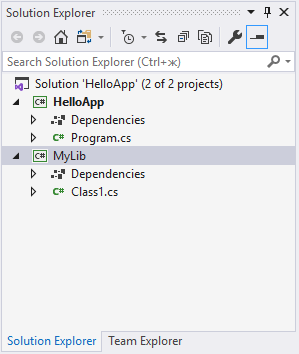 Solution Explorer
Search Solution Explorer (Ctrl+ж)
Solution 'HelloApp' (2 of 2 projects)
C# HelloApp
Dependencies
C# Program.cs
C# MyLib
Dependencies
C# Class1.cs
Solution Explorer Team Explorer